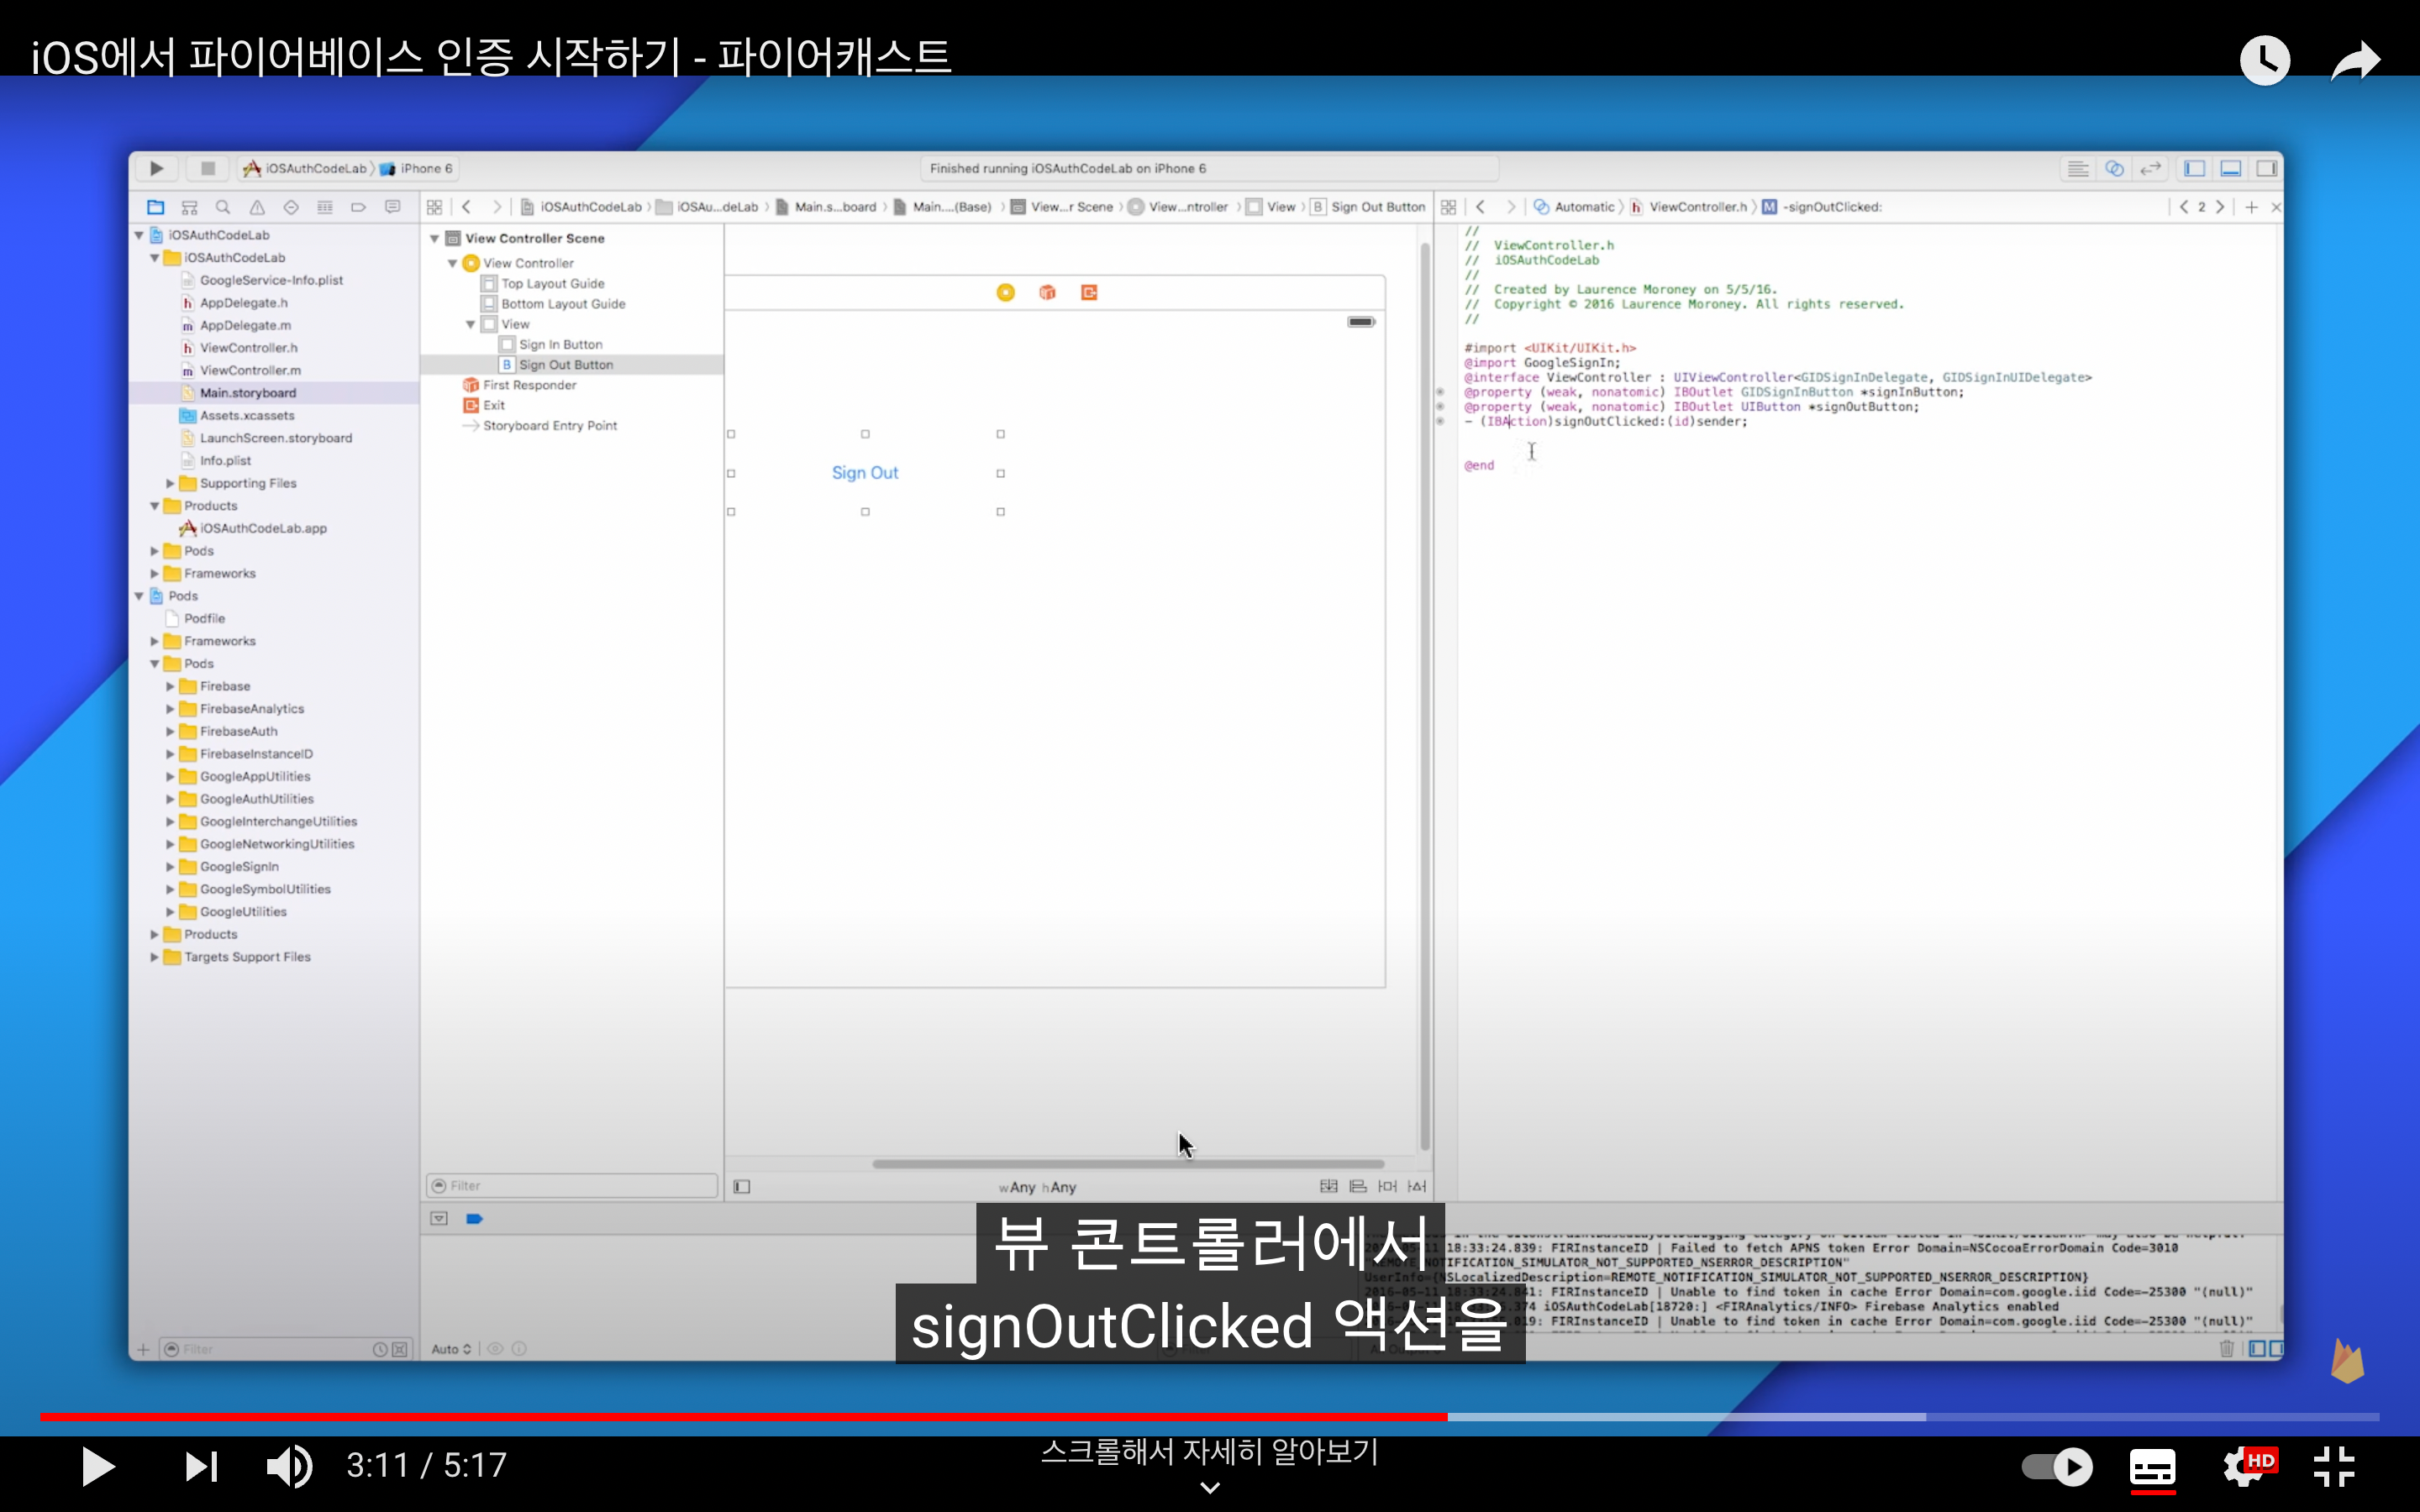 iOS에서 파이어베이스 인증 시작하기 - 파이어캐스트
iOSAuthCodeLab
iPhone 6
Finished running iOSAuthCodeLab on iPhone 6
iOSAuthCodeLab
iOSAu...deLab
Main.s...board
Main....(Base)
View...r Scene
View...ntroller
View
B
Sign Out Button
Automatic
h
ViewController.h
M
-signOutClicked:
2
iOSAuthCodeLab
iOSAuthCodeLab
GoogleService-Info.plist
h AppDelegate.h
m AppDelegate.m
h ViewController.h
m ViewController.m
Main.storyboard
Assets.xcassets
LaunchScreen.storyboard
Info.plist
Supporting Files
Products
iOSAuthCodeLab.app
Pods
Frameworks
Pods
Podfile
Frameworks
Pods
Firebase
FirebaseAnalytics
FirebaseAuth
FirebaseInstanceID
GoogleAppUtilities
GoogleAuthUtilities
GoogleInterchangeUtilities
GoogleNetworkingUtilities
GoogleSignIn
GoogleSymbolUtilities
GoogleUtilities
Products
Targets Support Files
Filter
View Controller Scene
View Controller
Top Layout Guide
Bottom Layout Guide
View
Sign In Button
B Sign Out Button
First Responder
Exit
Storyboard Entry Point
Filter
Sign Out
wAny hAny
//
// ViewController.h
// iOSAuthCodeLab
//
// Created by Laurence Moroney on 5/5/16.
// Copyright © 2016 Laurence Moroney. All rights reserved.
//
#import <UIKit/UIKit.h>
@import GoogleSignIn;
@interface ViewController : UIViewController<GIDSignInDelegate, GIDSignInUIDelegate>
@property (weak, nonatomic) IBOutlet GIDSignInButton *signInButton;
@property (weak, nonatomic) IBOutlet UIButton *signOutButton;
- (IBAction)signOutClicked:(id)sender;
@end
Auto
18:33:24.839: FIRInstanceID | Failed to fetch APNS token Error Domain=NSCocoaErrorDomain Code=3010
"REMOTE_NOTIFICATION_SIMULATOR_NOT_SUPPORTED_NSERROR_DESCRIPTION"
UserInfo={NSLocalizedDescription=REMOTE_NOTIFICATION_SIMULATOR_NOT_SUPPORTED_NSERROR_DESCRIPTION}
2016-05-11 18:33:24.841: FIRInstanceID | Unable to find token in cache Error Domain=com.google.iid Code=-25300 "(null)"
.374 iOSAuthCodeLab[18720:] <FIRAnalytics/INFO> Firebase Analytics enabled
.019: FIRInstanceID | Unable to find token in cache Error Domain=com.google.iid Code=-25300 "(null)"
뷰 콘트롤러에서
signOutClicked 액션을
3:11 / 5:17
스크롤해서 자세히 알아보기
HD